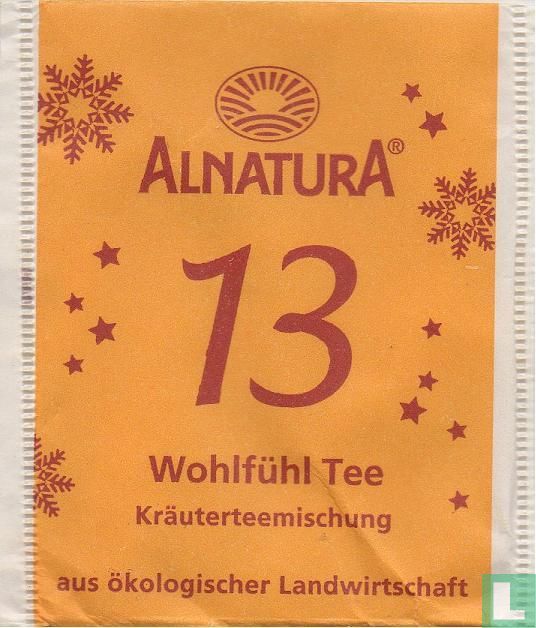 ALNATURA®
13
Wohlfühl Tee
Kräuterteemischung
aus ökologischer Landwirtschaft
L